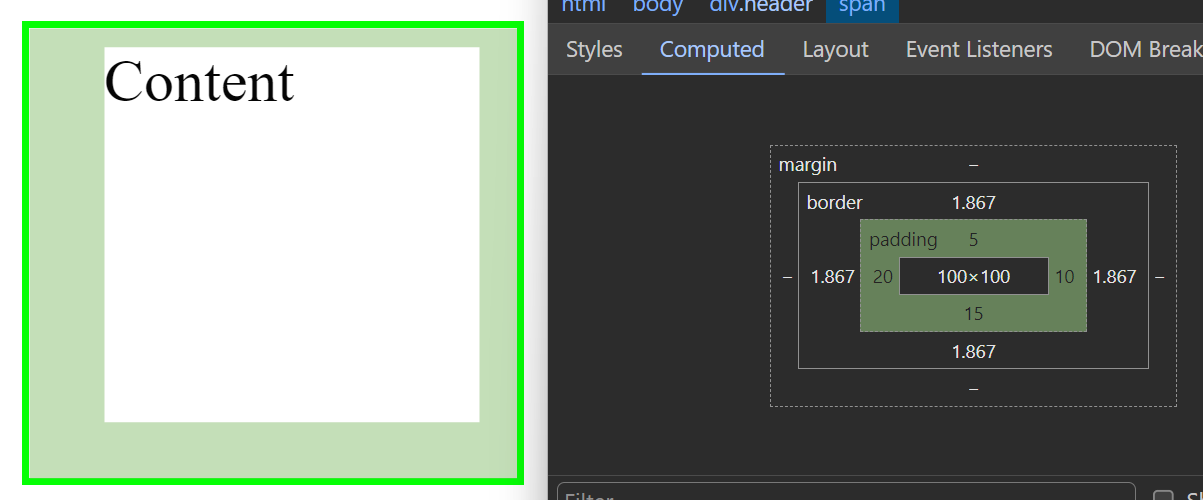 Content
html body div.header span
Styles Computed Layout Event Listeners DOM Break
margin –
border 1.867
padding 5
– 1.867 20 100×100 10 1.867 –
15
1.867
–
Filter